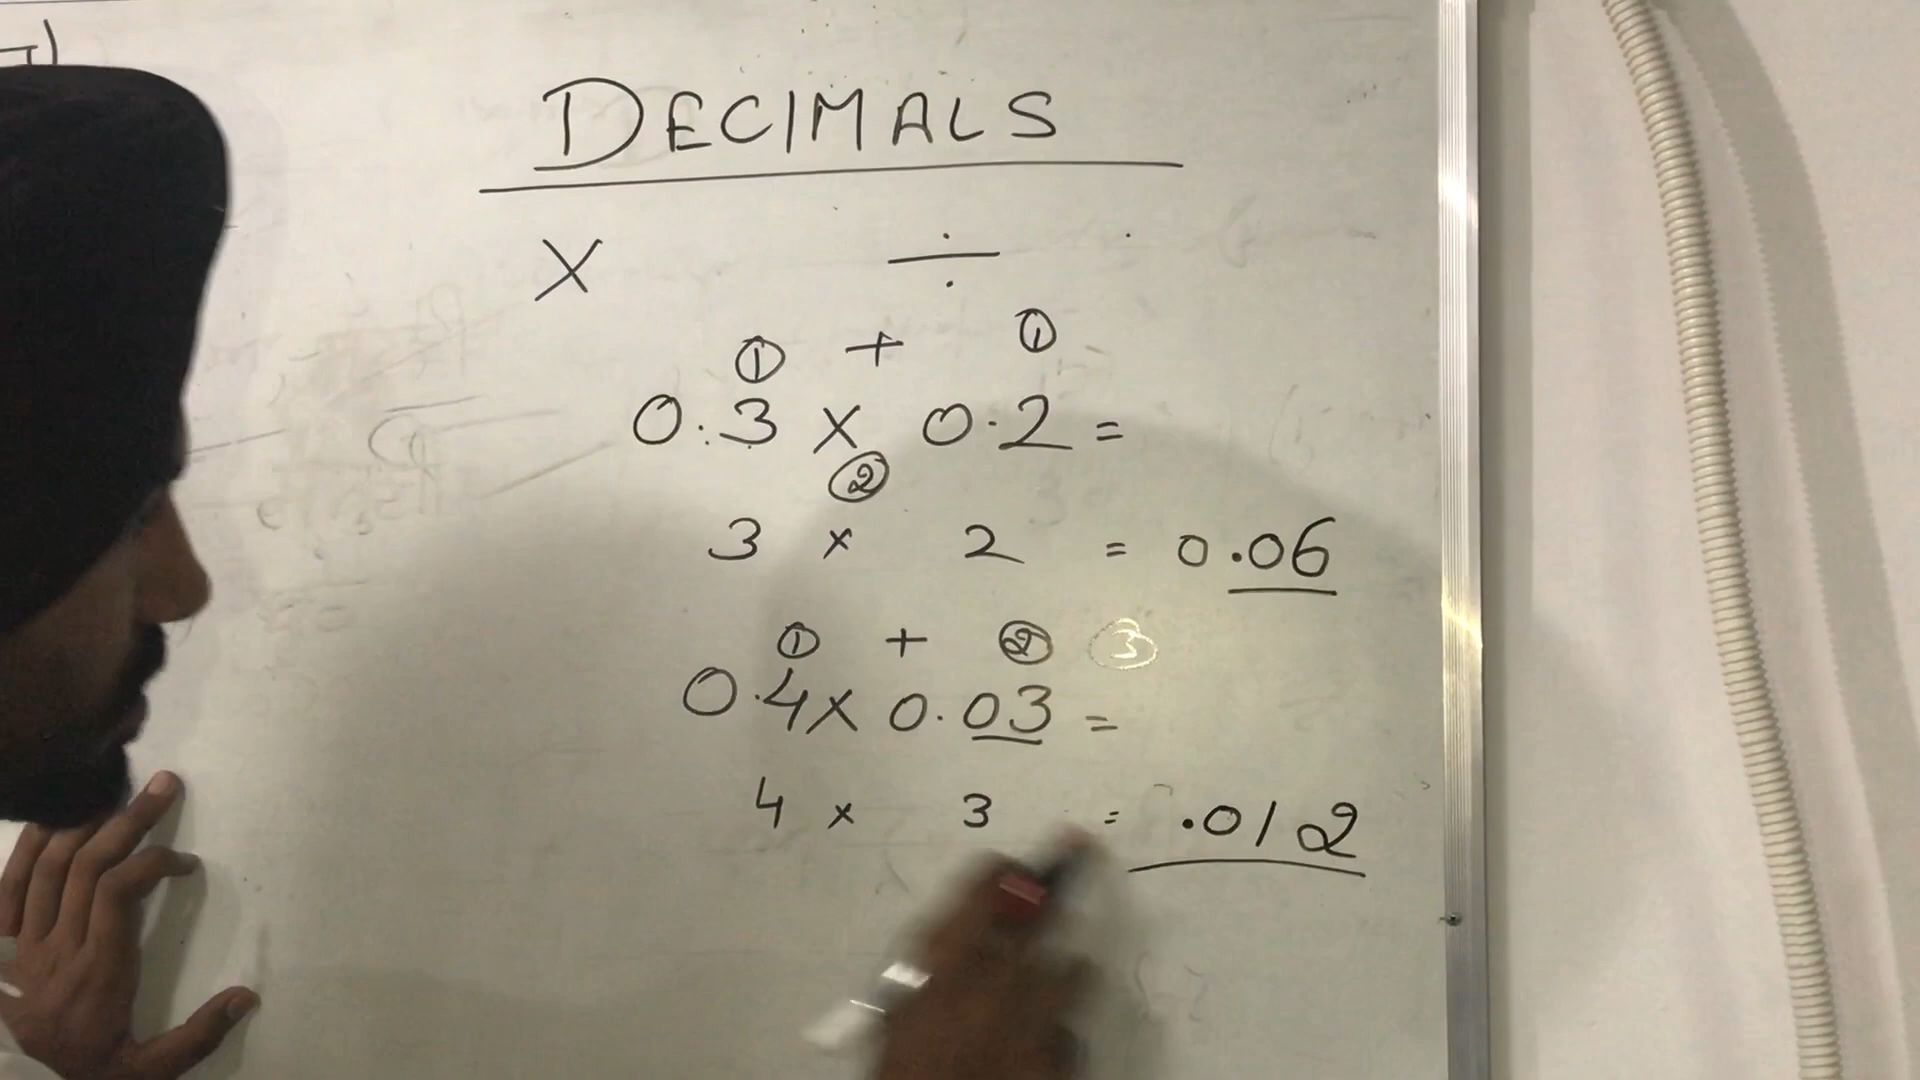 DECIMALS
× ÷
① + ①
0.3 × 0.2 =
②
3 × 2 = 0.06
① + ② ③
0.4 × 0.03 =
4 × 3 = .012